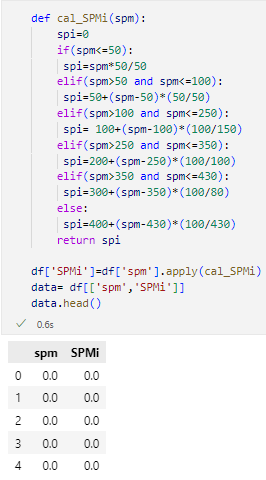 def cal_SPMi(spm):
    spi=0
    if(spm<=50):
     spi=spm*50/50
    elif(spm>50 and spm<=100):
     spi=50+(spm-50)*(50/50)
    elif(spm>100 and spm<=250):
     spi= 100+(spm-100)*(100/150)
    elif(spm>250 and spm<=350):
     spi=200+(spm-250)*(100/100)
    elif(spm>350 and spm<=430):
     spi=300+(spm-350)*(100/80)
    else:
     spi=400+(spm-430)*(100/430)
    return spi
df['SPMi']=df['spm'].apply(cal_SPMi)
data= df[['spm','SPMi']]
data.head()
✓ 0.6s
spm SPMi
0 0.0 0.0
1 0.0 0.0
2 0.0 0.0
3 0.0 0.0
4 0.0 0.0